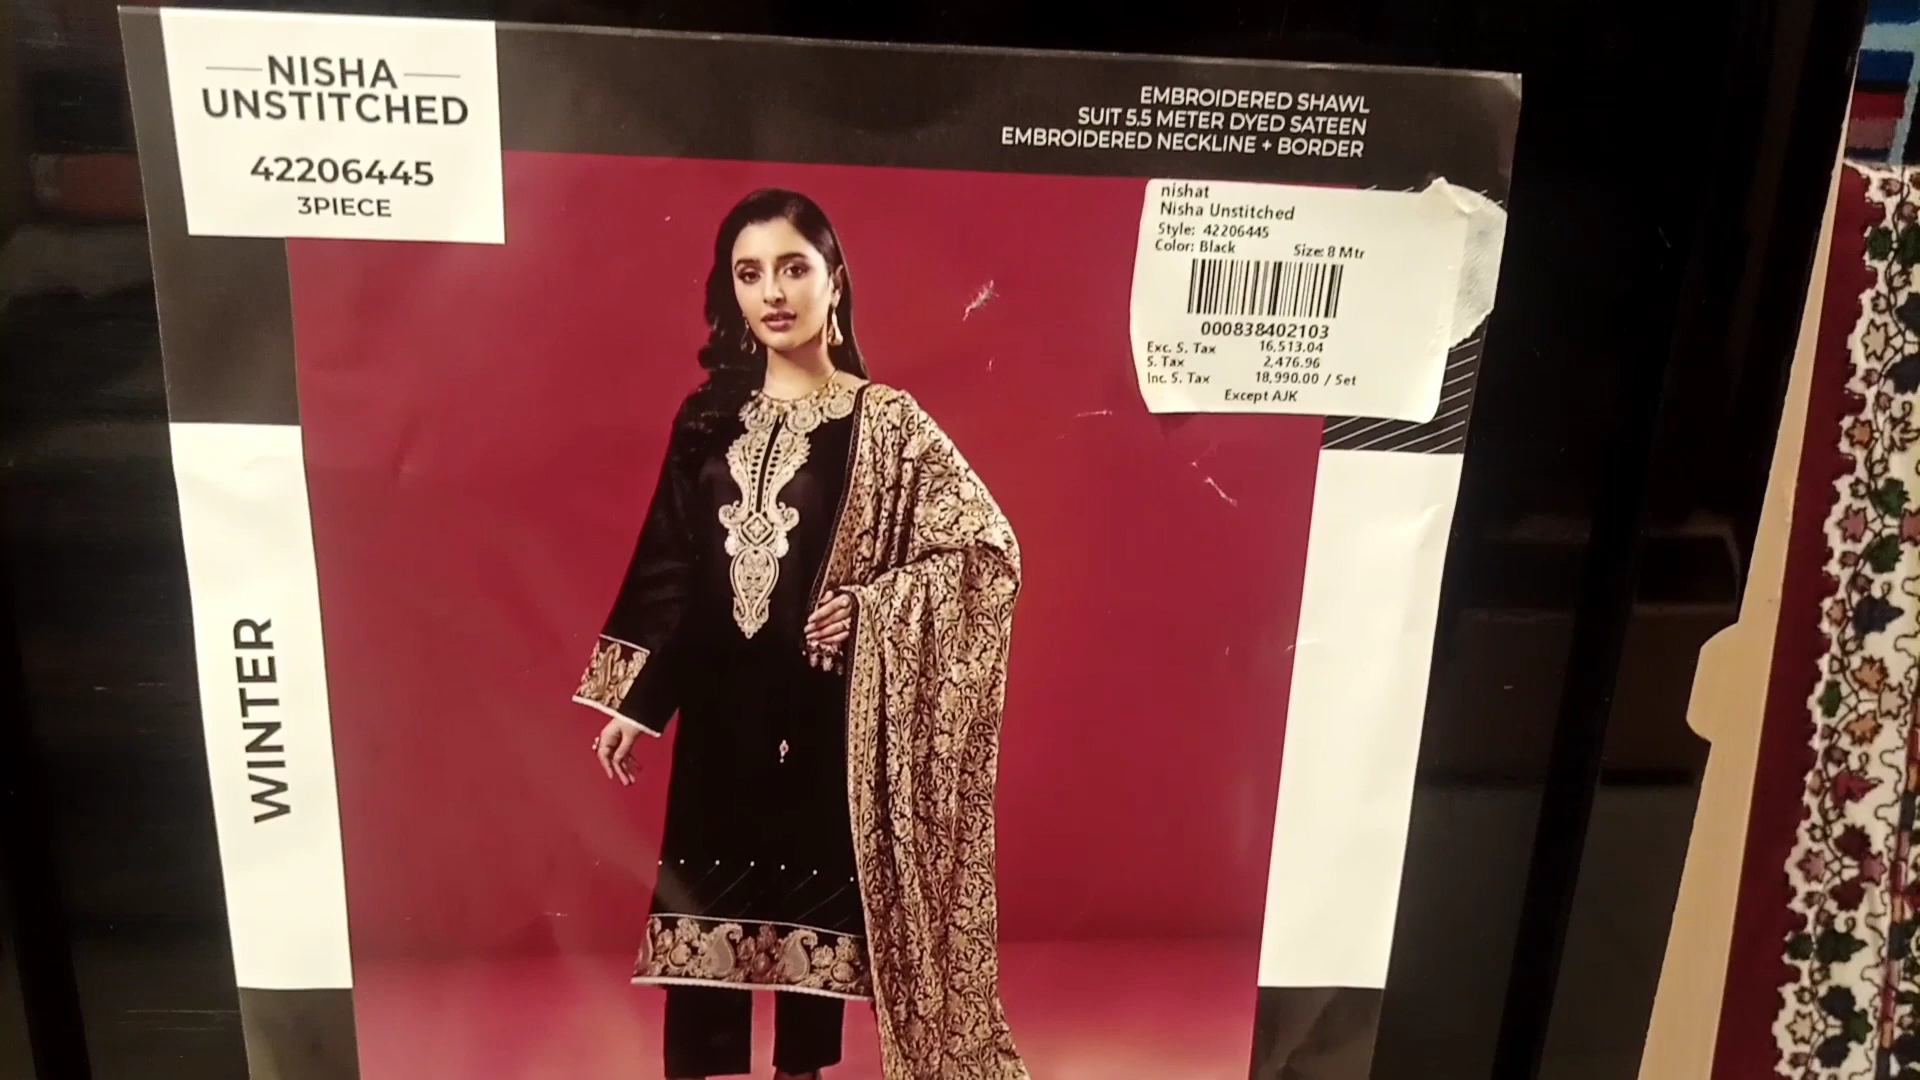 NISHA
UNSTITCHED
42206445
3PIECE
EMBROIDERED SHAWL
SUIT 5.5 METER DYED SATEEN
EMBROIDERED NECKLINE + BORDER
nishat
Nisha Unstitched
Style: 42206445
Color: Black Size: 8 Mtr
000838402103
Exc. S. Tax 16,513.04
S. Tax 2,476.96
Inc. S. Tax 18,990.00 / Set
Except AJK
WINTER